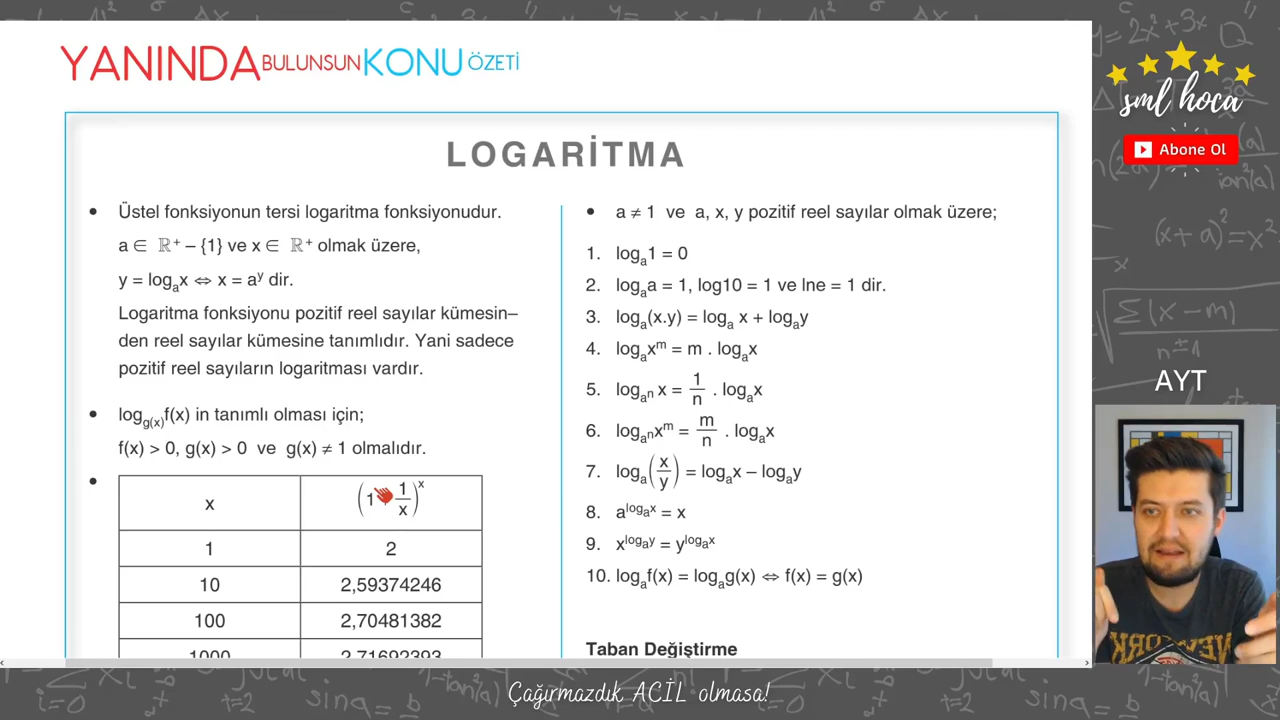 YANINDA BULUNSUN KONU ÖZETİ
sml hoca
Abone Ol
LOGARİTMA
• Üstel fonksiyonun tersi logaritma fonksiyonudur.
a ∈ ℝ⁺ – {1} ve x ∈ ℝ⁺ olmak üzere,
y = logₐx ⇔ x = aʸ dir.
Logaritma fonksiyonu pozitif reel sayılar kümesin–
den reel sayılar kümesine tanımlıdır. Yani sadece
pozitif reel sayıların logaritması vardır.
• log_g(x) f(x) in tanımlı olması için;
f(x) > 0, g(x) > 0 ve g(x) ≠ 1 olmalıdır.
• x (1 1/x)ˣ
1 2
10 2,59374246
100 2,70481382
1000 2,71692393
• a ≠ 1 ve a, x, y pozitif reel sayılar olmak üzere;
1. logₐ1 = 0
2. logₐa = 1, log10 = 1 ve lne = 1 dir.
3. logₐ(x.y) = logₐ x + logₐy
4. logₐxᵐ = m . logₐx
5. log_aⁿ x = 1/n . logₐx
6. log_aⁿ xᵐ = m/n . logₐx
7. logₐ(x/y) = logₐx – logₐy
8. a^(logₐx) = x
9. x^(logₐy) = y^(logₐx)
10. logₐf(x) = logₐg(x) ⇔ f(x) = g(x)
Taban Değiştirme
AYT
Çağırmazdık ACİL olmasa!